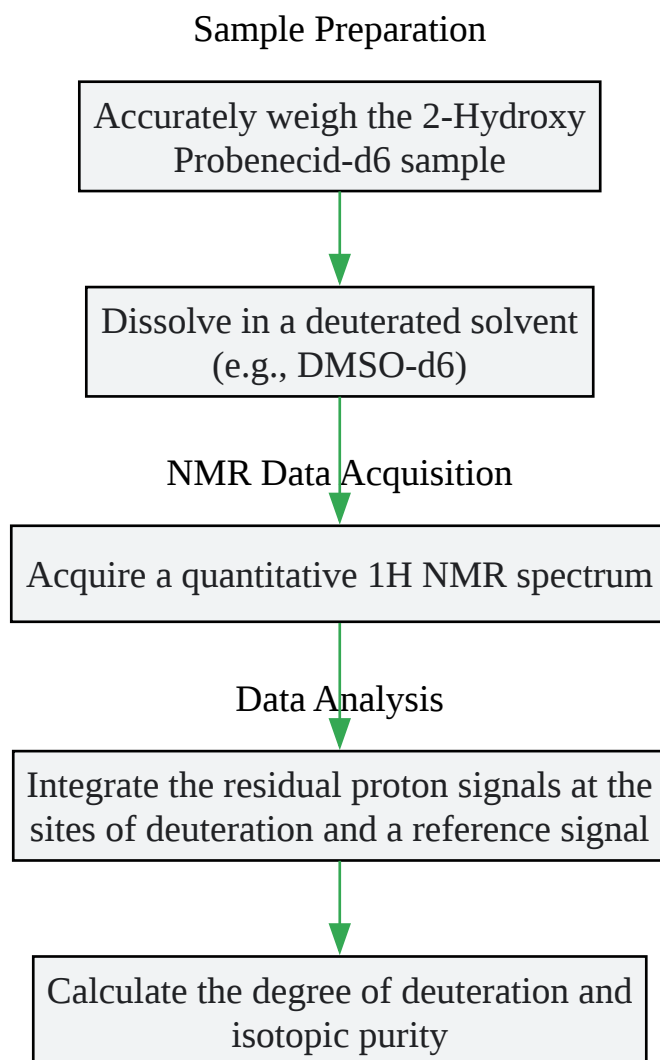 Sample Preparation
Accurately weigh the 2-Hydroxy
Probenecid-d6 sample
Dissolve in a deuterated solvent
(e.g., DMSO-d6)
NMR Data Acquisition
Acquire a quantitative 1H NMR spectrum
Data Analysis
Integrate the residual proton signals at the
sites of deuteration and a reference signal
Calculate the degree of deuteration and
isotopic purity